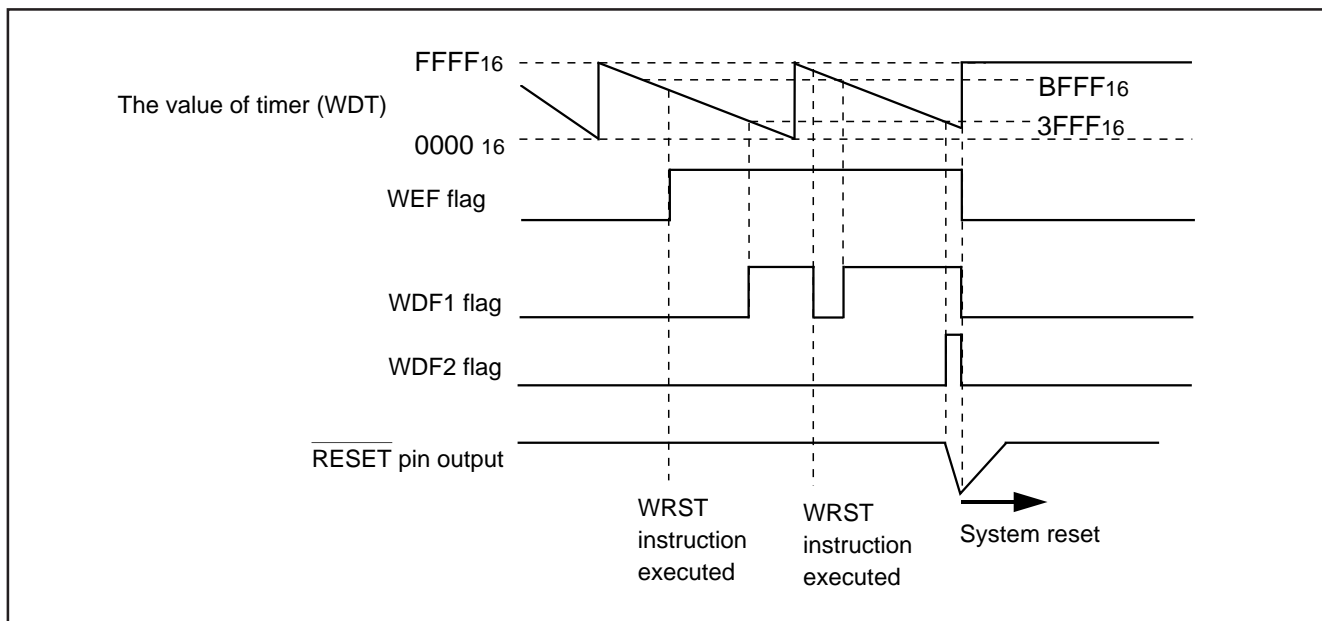 FFFF16
BFFF16
The value of timer (WDT)
3FFF16
0000 16
WEF flag
WDF1 flag
WDF2 flag
RESET pin output
WRST
instruction
executed
WRST
instruction
executed
System reset